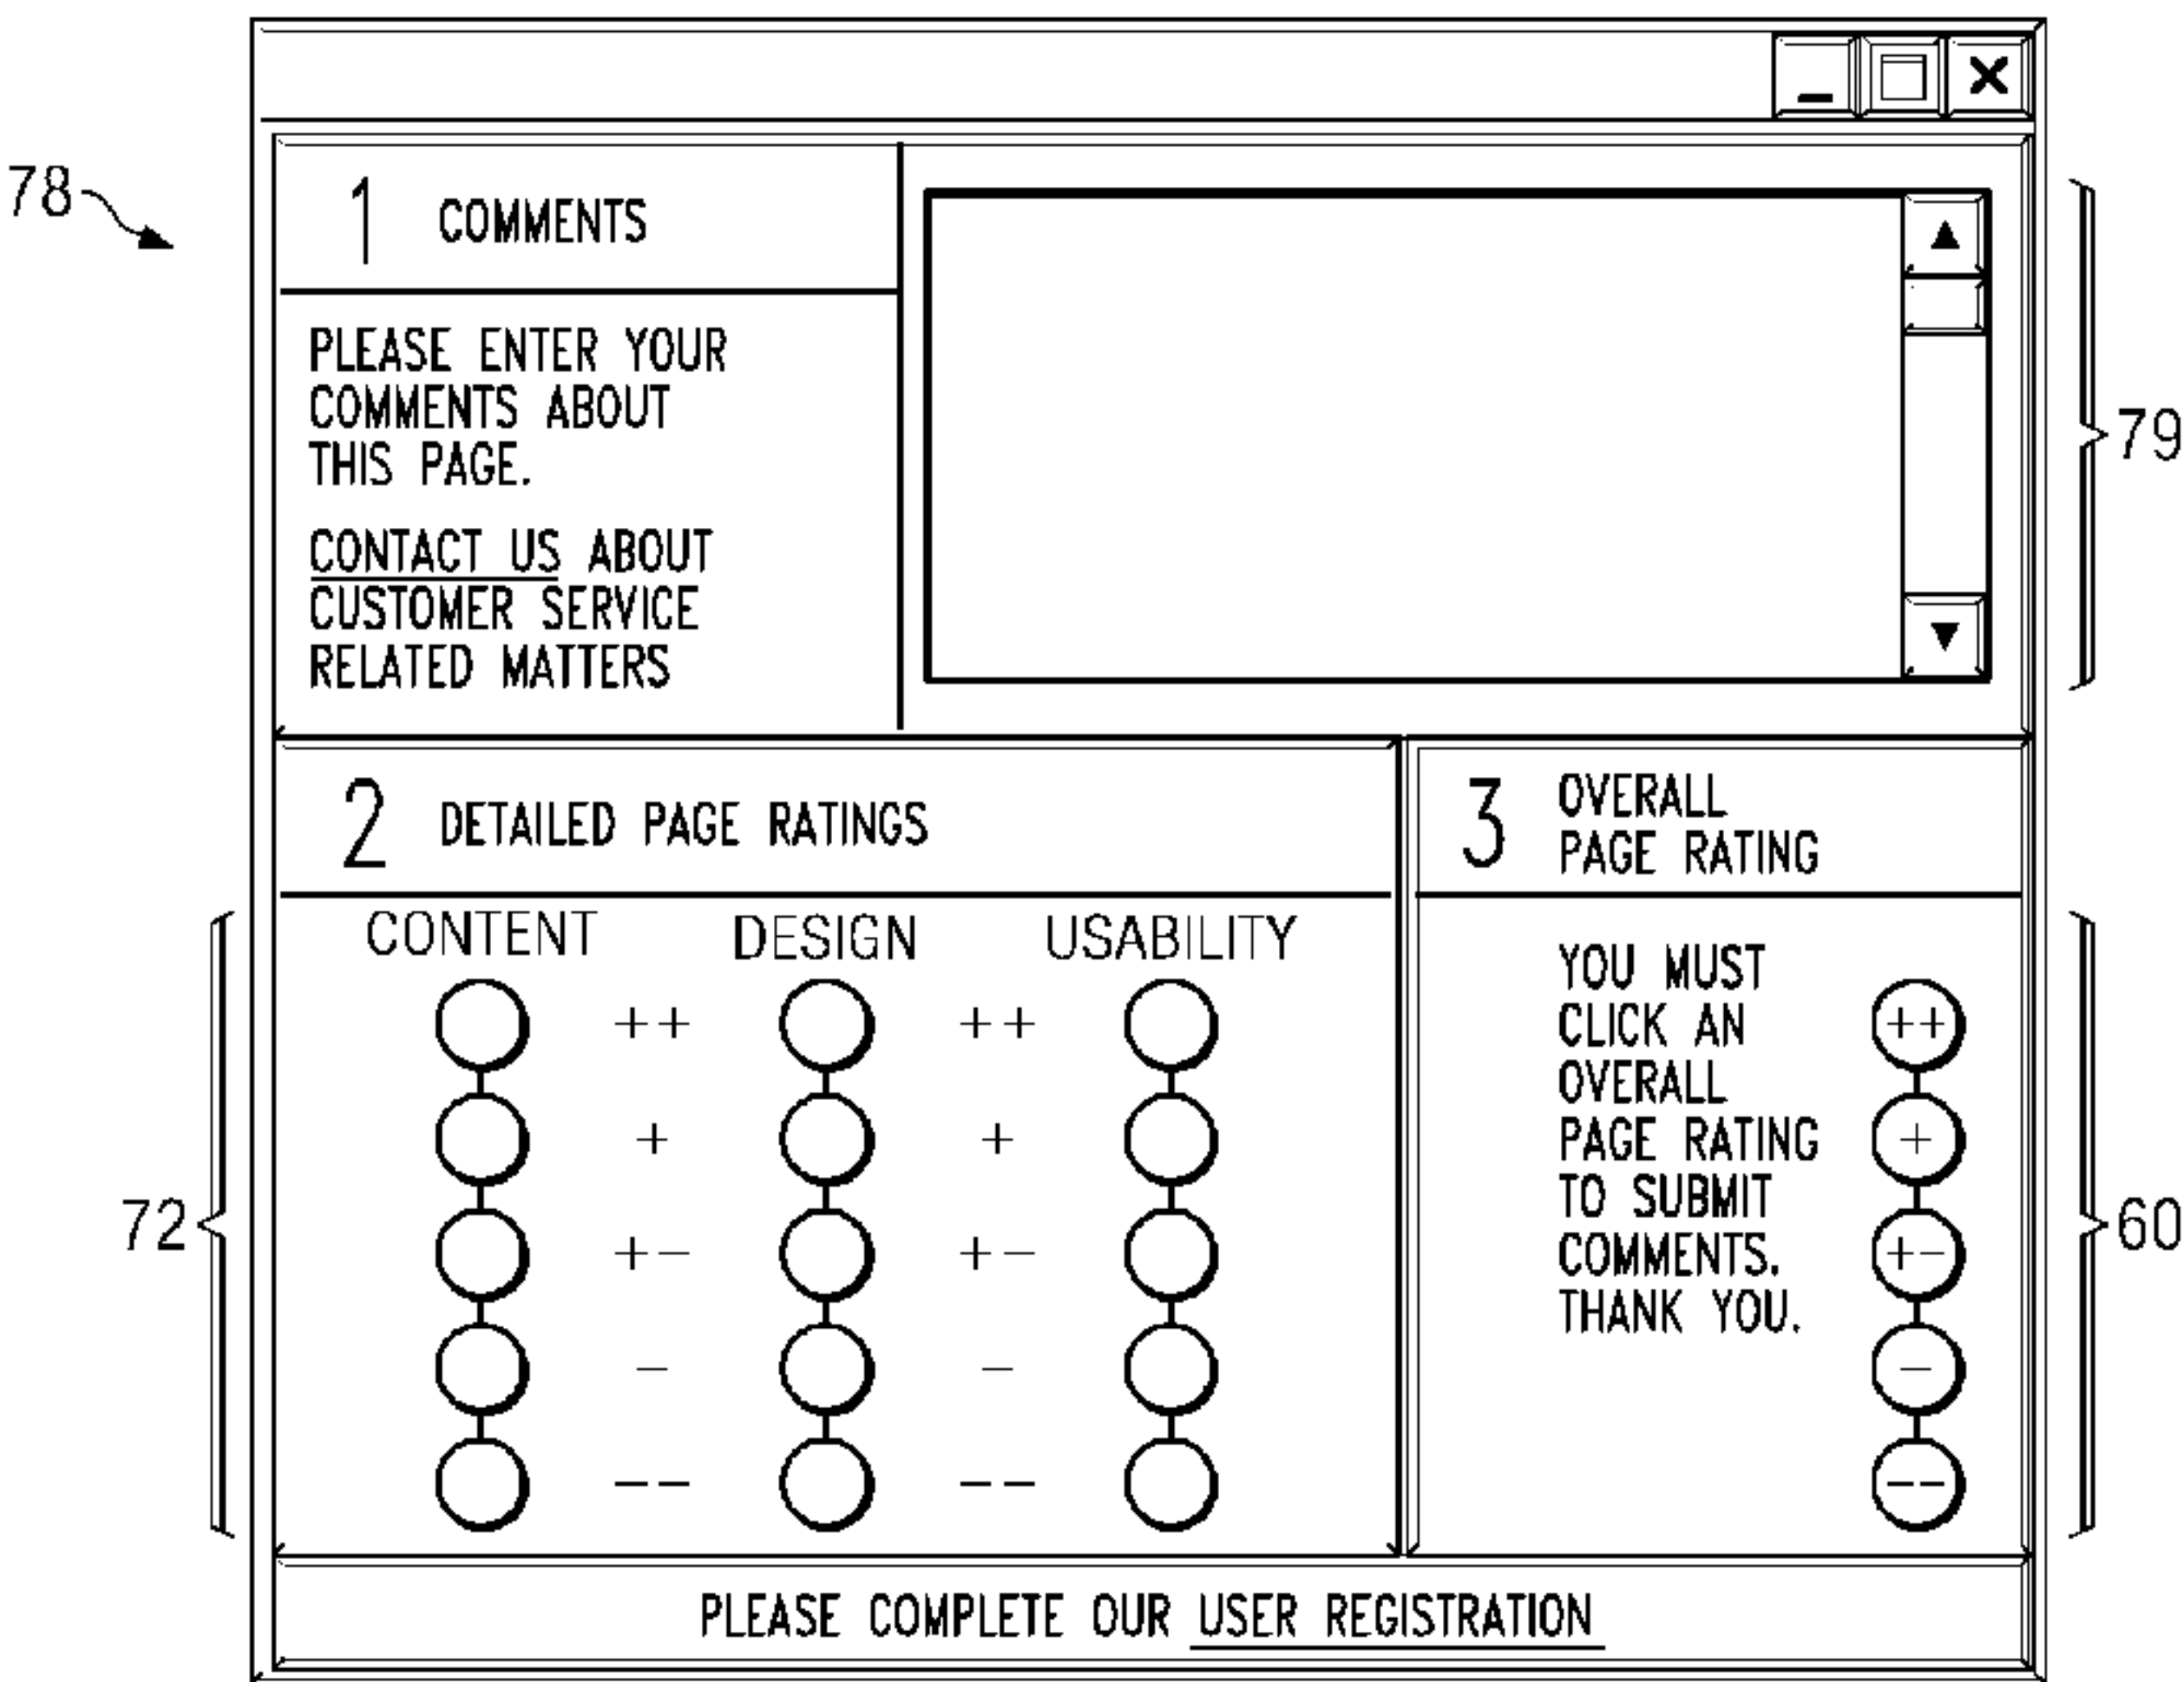 78
1 COMMENTS
PLEASE ENTER YOUR
COMMENTS ABOUT
THIS PAGE.
CONTACT US ABOUT
CUSTOMER SERVICE
RELATED MATTERS
79
2 DETAILED PAGE RATINGS
72
CONTENT DESIGN USABILITY
++ ++
+ +
+- +-
- -
-- --
3 OVERALL
PAGE RATING
YOU MUST
CLICK AN
OVERALL
PAGE RATING
TO SUBMIT
COMMENTS.
THANK YOU.
++
+
+-
-
--
60
PLEASE COMPLETE OUR USER REGISTRATION